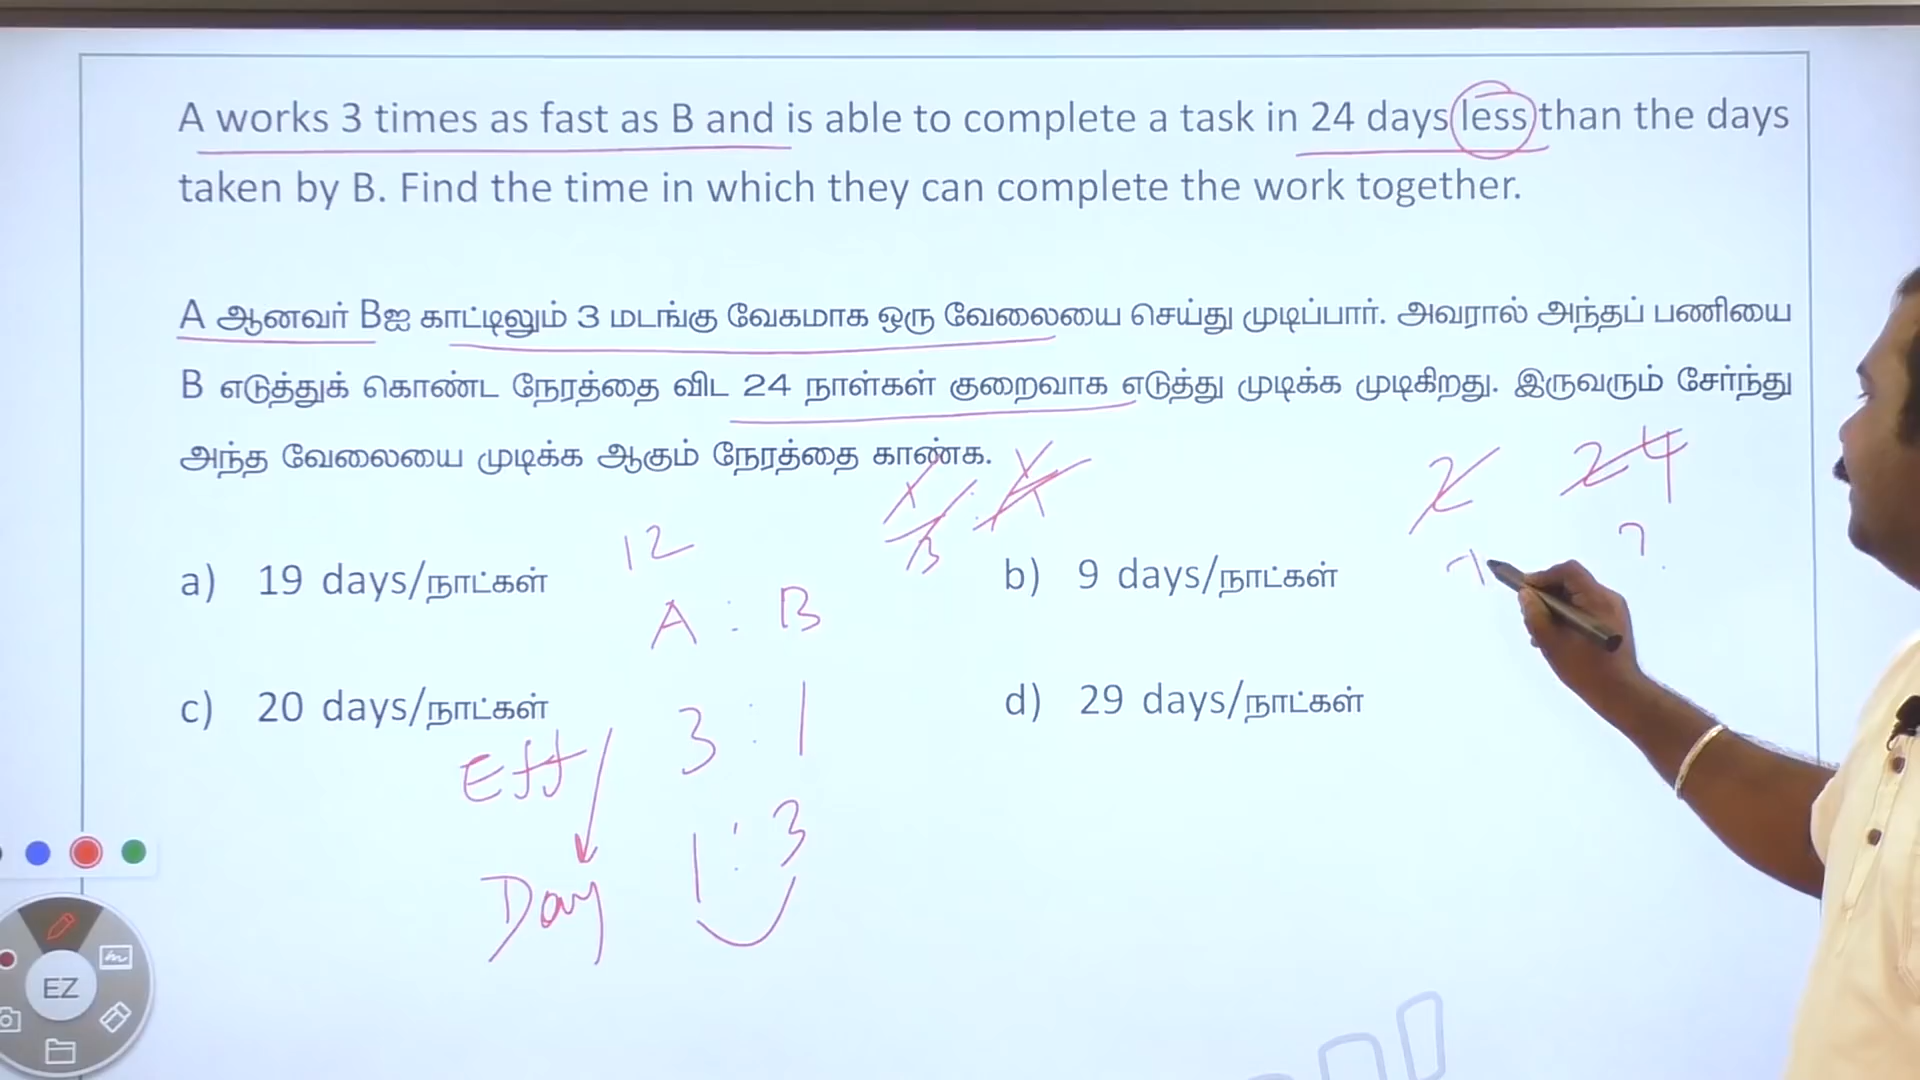 A works 3 times as fast as B and is able to complete a task in 24 days less than the days
taken by B. Find the time in which they can complete the work together.
A ஆனவர் Bஐ காட்டிலும் 3 மடங்கு வேகமாக ஒரு வேலையை செய்து முடிப்பார். அவரால் அந்தப் பணியை
B எடுத்துக் கொண்ட நேரத்தை விட 24 நாள்கள் குறைவாக எடுத்து முடிக்க முடிகிறது. இருவரும் சேர்ந்து
அந்த வேலையை முடிக்க ஆகும் நேரத்தை காண்க.
2 24
?
12
a) 19 days/நாட்கள்
b) 9 days/நாட்கள்
A : B
c) 20 days/நாட்கள்
d) 29 days/நாட்கள்
Eff 3 : 1
Day 1 : 3
EZ